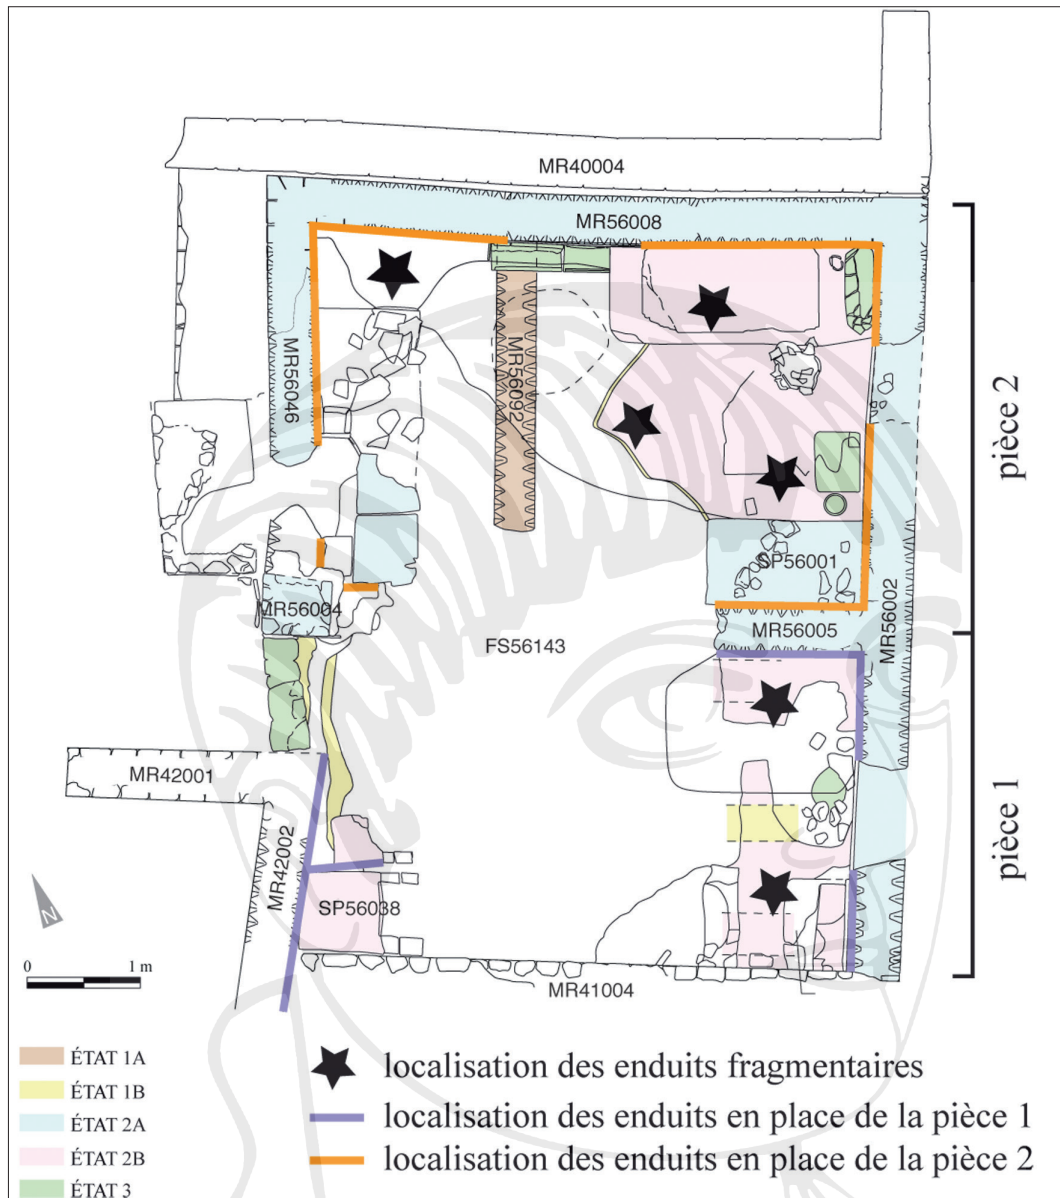 MR40004
MR56008
MR56046
MR56092
pièce 2
SP56001
MR56004
MR56005
MR56002
FS56143
MR42001
pièce 1
MR42002
SP56038
N
0 1 m
MR41004
ÉTAT 1A
ÉTAT 1B
ÉTAT 2A
ÉTAT 2B
ÉTAT 3
localisation des enduits fragmentaires
localisation des enduits en place de la pièce 1
localisation des enduits en place de la pièce 2